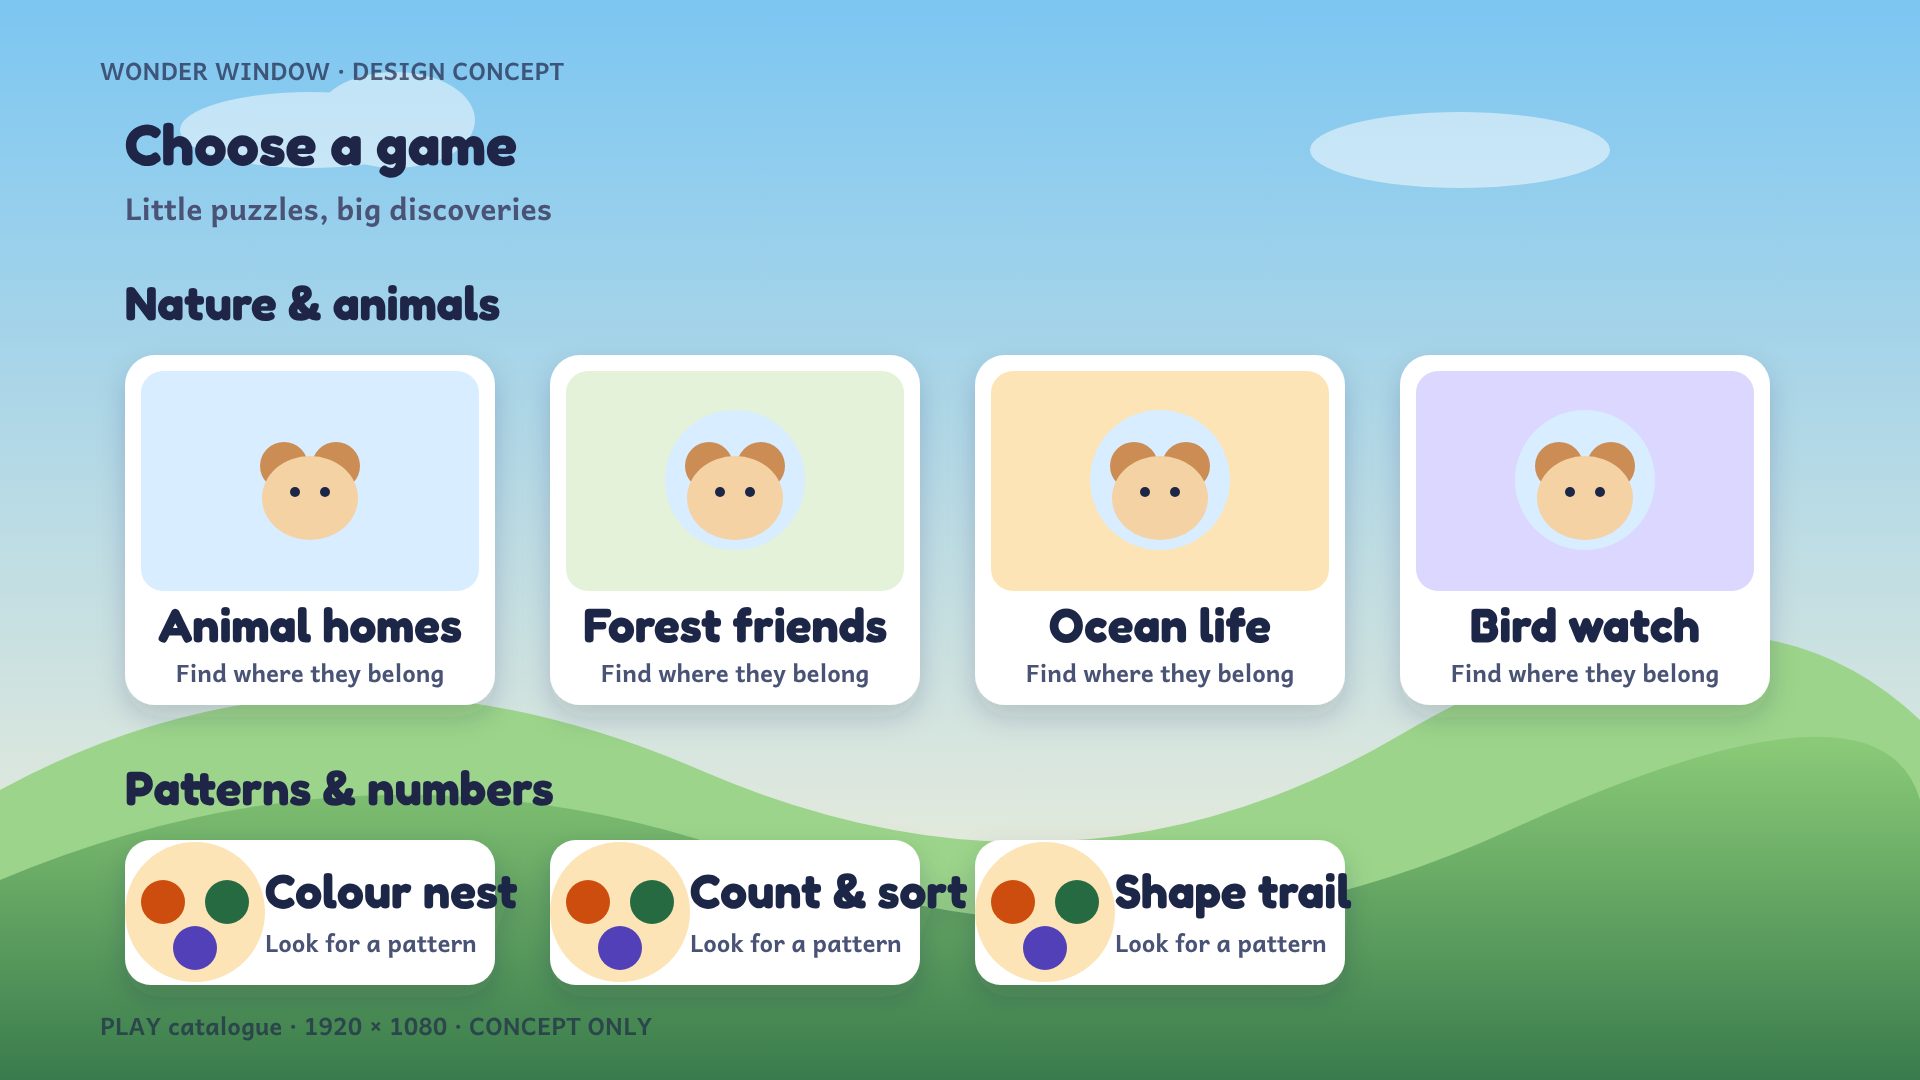 WONDER WINDOW · DESIGN CONCEPT
Choose a game
Little puzzles, big discoveries
Nature & animals
Animal homes
Find where they belong
Forest friends
Find where they belong
Ocean life
Find where they belong
Bird watch
Find where they belong
Patterns & numbers
Colour nest
Look for a pattern
Count & sort
Look for a pattern
Shape trail
Look for a pattern
PLAY catalogue · 1920 × 1080 · CONCEPT ONLY